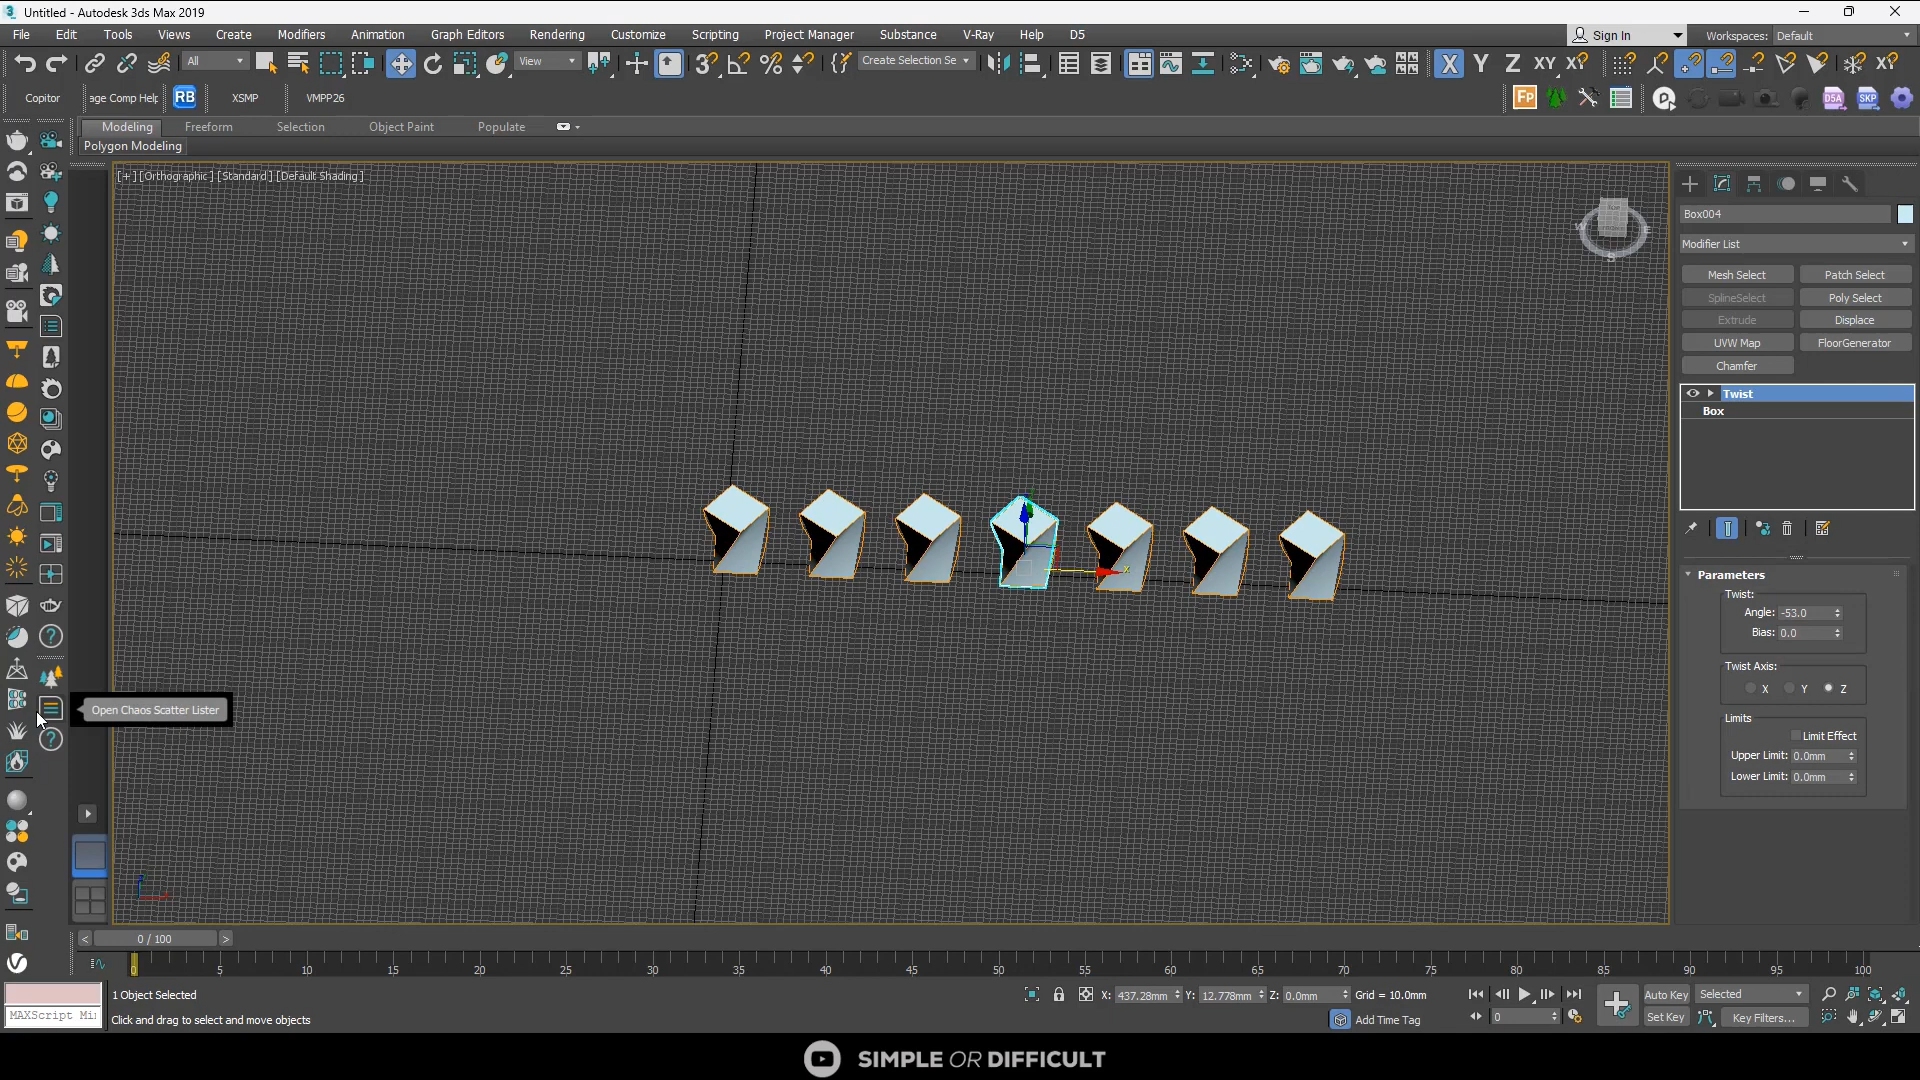 Untitled - Autodesk 3ds Max 2019
File Edit Tools Views Create Modifiers Animation Graph Editors Rendering Customize Scripting Project Manager Substance V-Ray Help D5
Sign In
Workspaces: Default
All
View
Create Selection Se
X Y Z XY XY
XY
Copitor
age Comp Help
RB
XSMP
VMPP26
Fp
D5A
SKP
Modeling Freeform Selection Object Paint Populate
Polygon Modeling
[+] [Orthographic] [Standard] [Default Shading]
S
Box004
Modifier List
Mesh Select Patch Select
SplineSelect Poly Select
Extrude Displace
UVW Map FloorGenerator
Chamfer
Twist
Box
Parameters
Twist:
Angle: -53.0
Bias: 0.0
Twist Axis:
X Y Z
Limits
Limit Effect
Upper Limit: 0.0mm
Lower Limit: 0.0mm
x
Open Chaos Scatter Lister
0 / 100
0 5 10 15 20 25 30 35 40 45 50 55 60 65 70 75 80 85 90 95 100
1 Object Selected
X: 437.28mm Y: 12.778mm Z: 0.0mm Grid = 10.0mm
Auto Key Selected
MAXScript Mi
Click and drag to select and move objects
Add Time Tag
0
Set Key Key Filters...
SIMPLE OR DIFFICULT